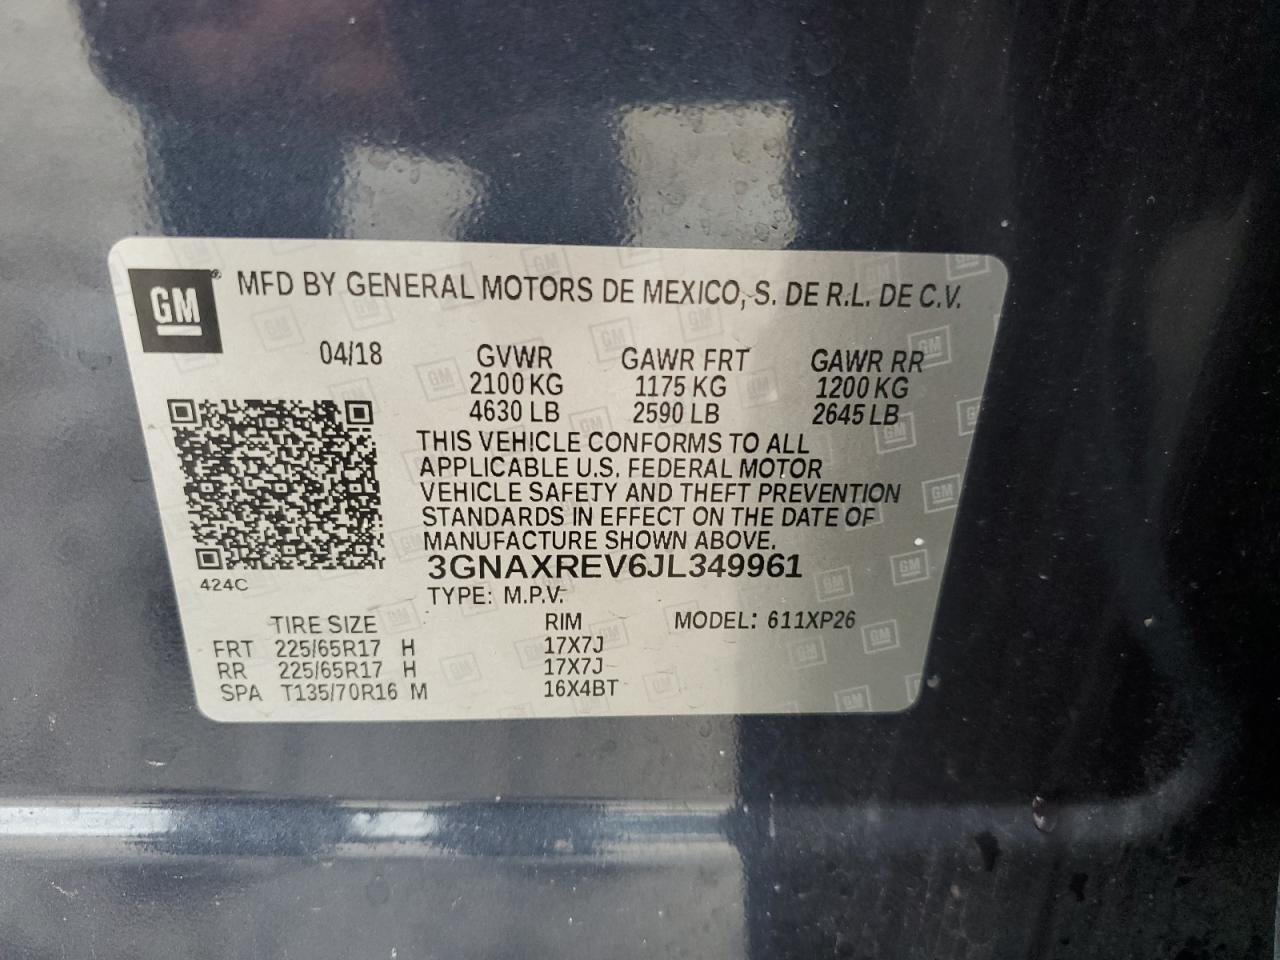 GM
MFD BY GENERAL MOTORS DE MEXICO, S. DE R.L. DE C.V.
04/18 GVWR GAWR FRT GAWR RR
2100 KG 1175 KG 1200 KG
4630 LB 2590 LB 2645 LB
THIS VEHICLE CONFORMS TO ALL
APPLICABLE U.S. FEDERAL MOTOR
VEHICLE SAFETY AND THEFT PREVENTION
STANDARDS IN EFFECT ON THE DATE OF
MANUFACTURE SHOWN ABOVE.
3GNAXREV6JL349961
424C
TYPE: M.P.V.
TIRE SIZE RIM MODEL: 611XP26
FRT 225/65R17 H 17X7J
RR 225/65R17 H 17X7J
SPA T135/70R16 M 16X4BT